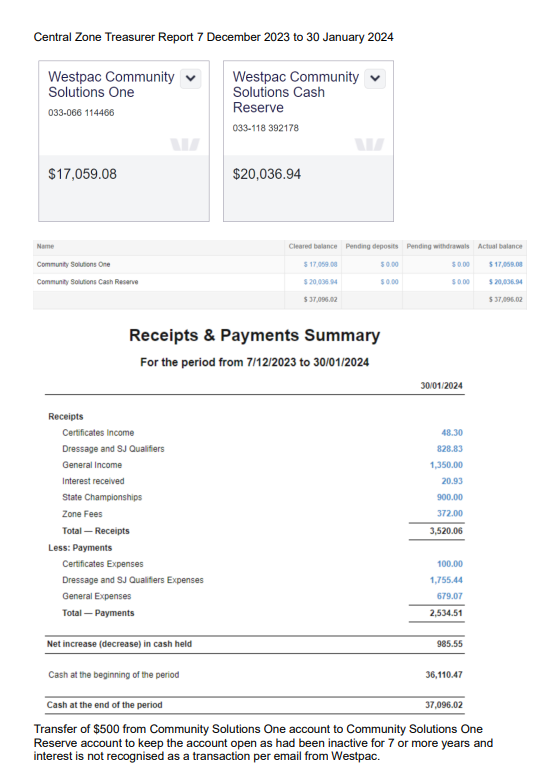 Central Zone Treasurer Report 7 December 2023 to 30 January 2024
Westpac Community
Solutions One
033-066 114466
$17,059.08
Westpac Community
Solutions Cash
Reserve
033-118 392178
$20,036.94
Name Cleared balance Pending deposits Pending withdrawals Actual balance
Community Solutions One $ 17,059.08 $ 0.00 $ 0.00 $ 17,059.08
Community Solutions Cash Reserve $ 20,036.94 $ 0.00 $ 0.00 $ 20,036.94
$ 37,096.02 $ 37,096.02
Receipts & Payments Summary
For the period from 7/12/2023 to 30/01/2024
30/01/2024
Receipts
Certificates Income 48.30
Dressage and SJ Qualifiers 828.83
General Income 1,350.00
Interest received 20.93
State Championships 900.00
Zone Fees 372.00
Total — Receipts 3,520.06
Less: Payments
Certificates Expenses 100.00
Dressage and SJ Qualifiers Expenses 1,755.44
General Expenses 679.07
Total — Payments 2,534.51
Net increase (decrease) in cash held 985.55
Cash at the beginning of the period 36,110.47
Cash at the end of the period 37,096.02
Transfer of $500 from Community Solutions One account to Community Solutions One
Reserve account to keep the account open as had been inactive for 7 or more years and
interest is not recognised as a transaction per email from Westpac.